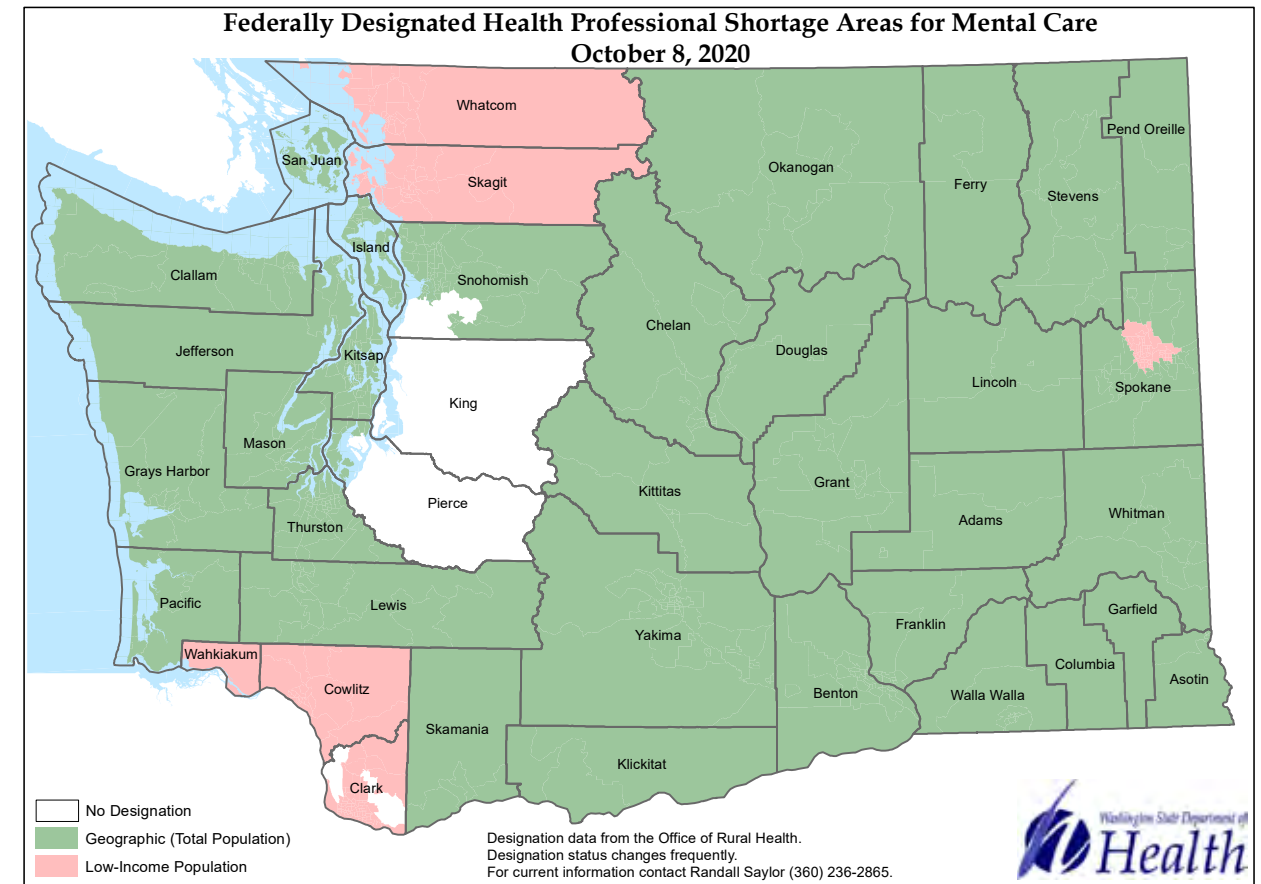 Federally Designated Health Professional Shortage Areas for Mental Care
October 8, 2020
Whatcom
Pend Oreille
San Juan
Okanogan
Skagit
Ferry
Stevens
Island
Clallam
Snohomish
Chelan
Jefferson
Kitsap
Douglas
Lincoln
Spokane
King
Mason
Grays Harbor
Kittitas
Grant
Pierce
Whitman
Adams
Thurston
Pacific
Lewis
Garfield
Franklin
Yakima
Wahkiakum
Columbia
Asotin
Cowlitz
Benton
Walla Walla
Skamania
Klickitat
Clark
No Designation
Geographic (Total Population)
Low-Income Population
Designation data from the Office of Rural Health.
Designation status changes frequently.
For current information contact Randall Saylor (360) 236-2865.
Washington State Department of
Health